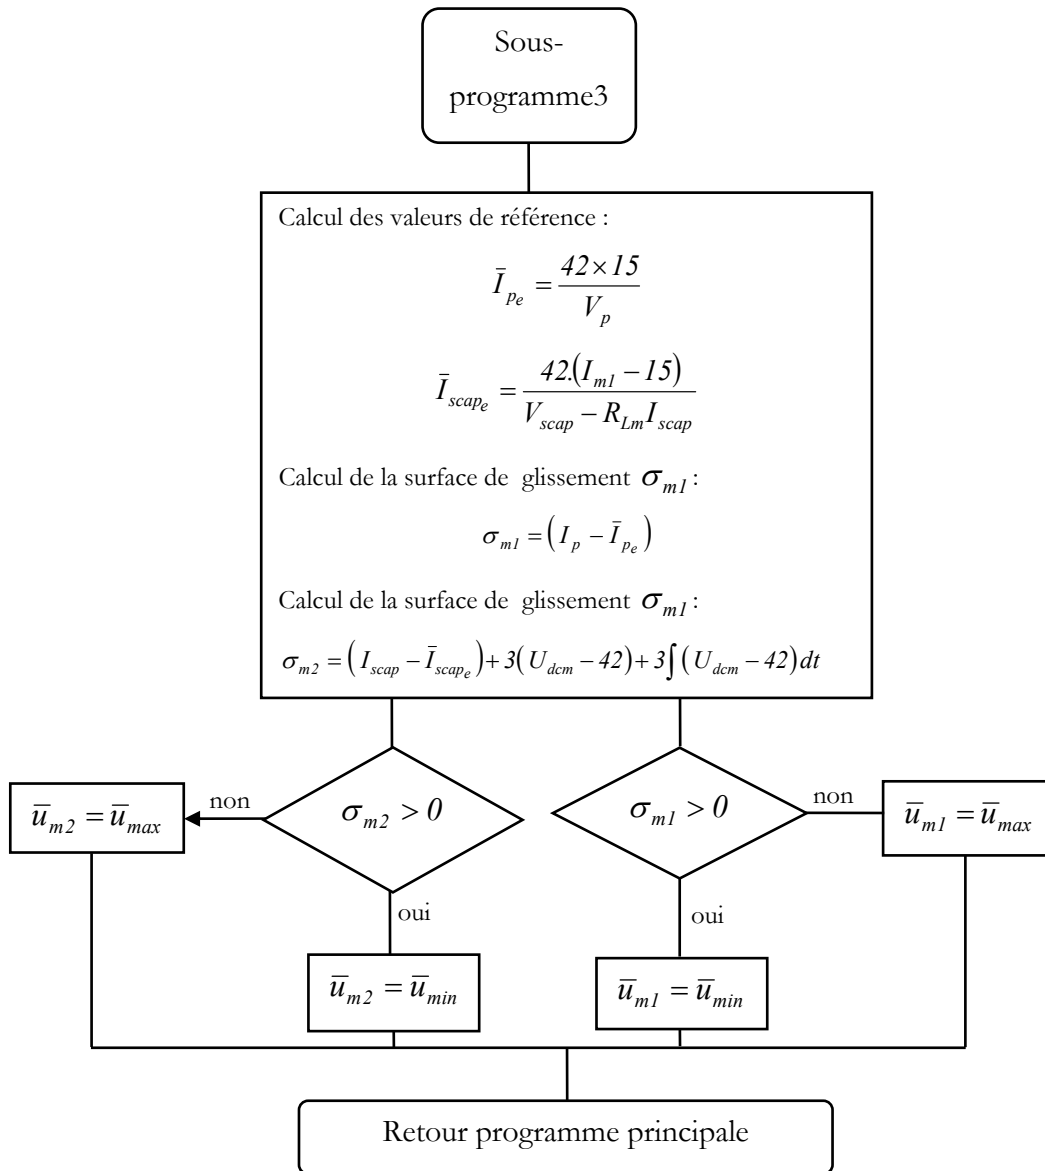 Sous-
programme3
Calcul des valeurs de référence :
Ī_{p_e} = \frac{42 × 15}{V_p}
Ī_{scap_e} = \frac{42.(I_{m1} − 15)}{V_{scap} − R_{Lm} I_{scap}}
Calcul de la surface de glissement σ_{m1} :
σ_{m1} = (I_p − Ī_{p_e})
Calcul de la surface de glissement σ_{m1} :
σ_{m2} = (I_{scap} − Ī_{scap_e}) + 3(U_{dcm} − 42) + 3∫(U_{dcm} − 42)dt
ū_{m2} = ū_{max}
non
σ_{m2} > 0
σ_{m1} > 0
non
ū_{m1} = ū_{max}
oui
oui
ū_{m2} = ū_{min}
ū_{m1} = ū_{min}
Retour programme principale